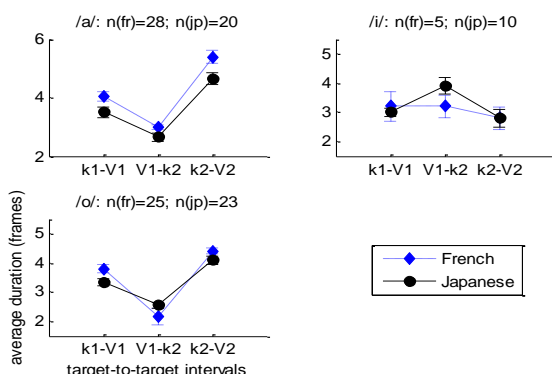 /a/: n(fr)=28; n(jp)=20
6
4
2
k1-V1 V1-k2 k2-V2
/i/: n(fr)=5; n(jp)=10
5
4
3
2
k1-V1 V1-k2 k2-V2
/o/: n(fr)=25; n(jp)=23
5
4
3
2
k1-V1 V1-k2 k2-V2
average duration (frames)
target-to-target intervals
French
Japanese